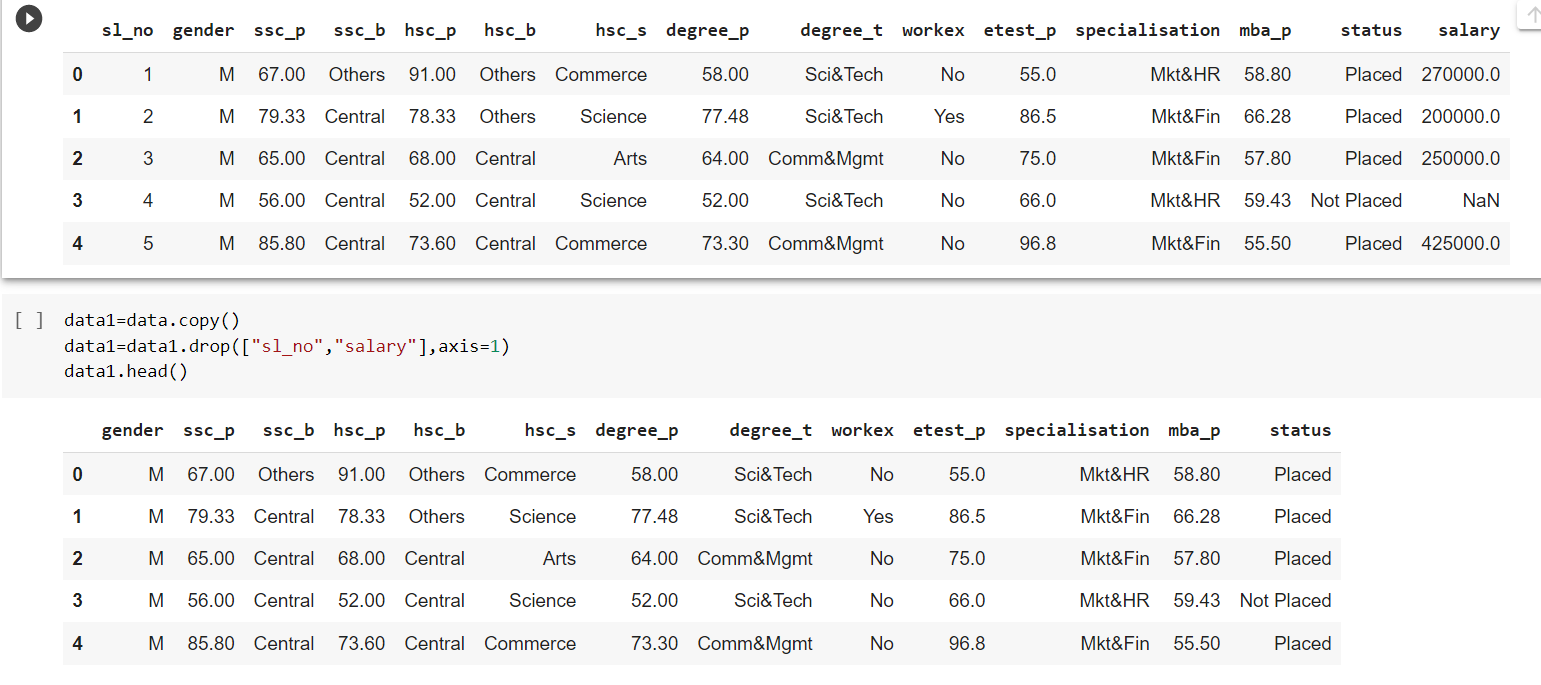 sl_no gender ssc_p ssc_b hsc_p hsc_b hsc_s degree_p degree_t workex etest_p specialisation mba_p status salary
0 1 M 67.00 Others 91.00 Others Commerce 58.00 Sci&Tech No 55.0 Mkt&HR 58.80 Placed 270000.0
1 2 M 79.33 Central 78.33 Others Science 77.48 Sci&Tech Yes 86.5 Mkt&Fin 66.28 Placed 200000.0
2 3 M 65.00 Central 68.00 Central Arts 64.00 Comm&Mgmt No 75.0 Mkt&Fin 57.80 Placed 250000.0
3 4 M 56.00 Central 52.00 Central Science 52.00 Sci&Tech No 66.0 Mkt&HR 59.43 Not Placed NaN
4 5 M 85.80 Central 73.60 Central Commerce 73.30 Comm&Mgmt No 96.8 Mkt&Fin 55.50 Placed 425000.0
[ ] data1=data.copy()
data1=data1.drop(["sl_no","salary"],axis=1)
data1.head()
gender ssc_p ssc_b hsc_p hsc_b hsc_s degree_p degree_t workex etest_p specialisation mba_p status
0 M 67.00 Others 91.00 Others Commerce 58.00 Sci&Tech No 55.0 Mkt&HR 58.80 Placed
1 M 79.33 Central 78.33 Others Science 77.48 Sci&Tech Yes 86.5 Mkt&Fin 66.28 Placed
2 M 65.00 Central 68.00 Central Arts 64.00 Comm&Mgmt No 75.0 Mkt&Fin 57.80 Placed
3 M 56.00 Central 52.00 Central Science 52.00 Sci&Tech No 66.0 Mkt&HR 59.43 Not Placed
4 M 85.80 Central 73.60 Central Commerce 73.30 Comm&Mgmt No 96.8 Mkt&Fin 55.50 Placed